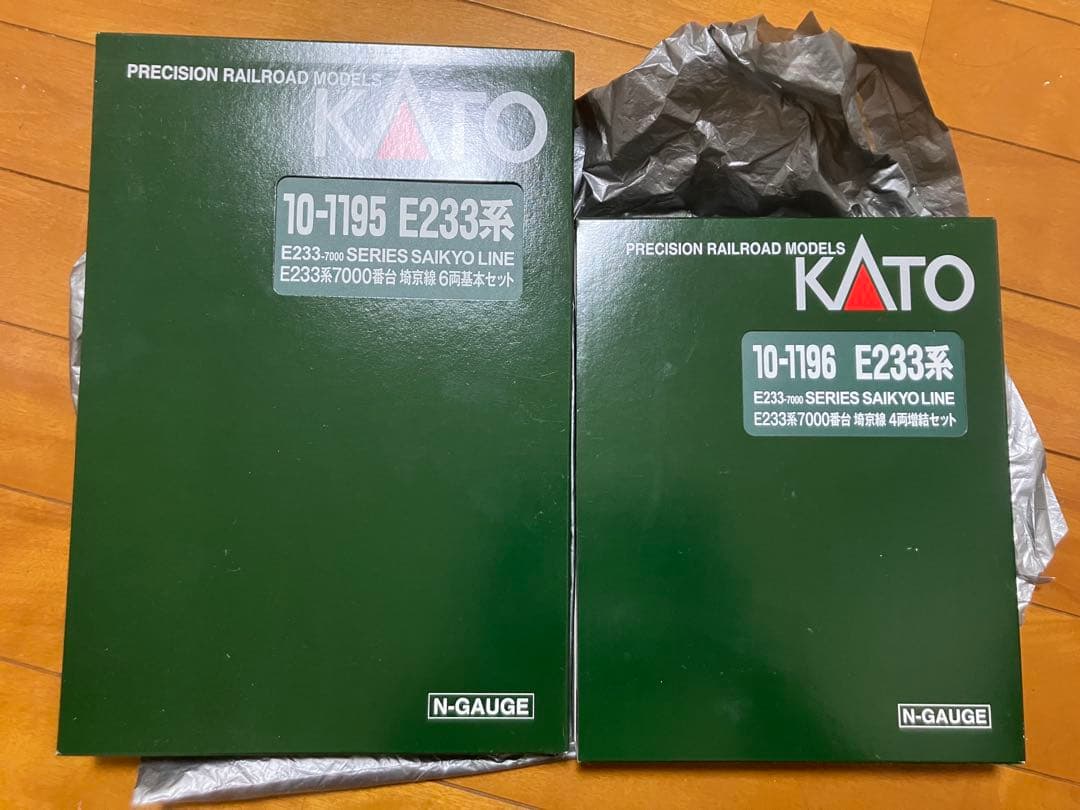 PRECISION RAILROAD MODELS
KATO
10-1195 E233系
E233-7000 SERIES SAIKYO LINE
E233系7000番台 埼京線 6両基本セット
N-GAUGE
PRECISION RAILROAD MODELS
KATO
10-1196 E233系
E233-7000 SERIES SAIKYO LINE
E233系7000番台 埼京線 4両増結セット
N-GAUGE